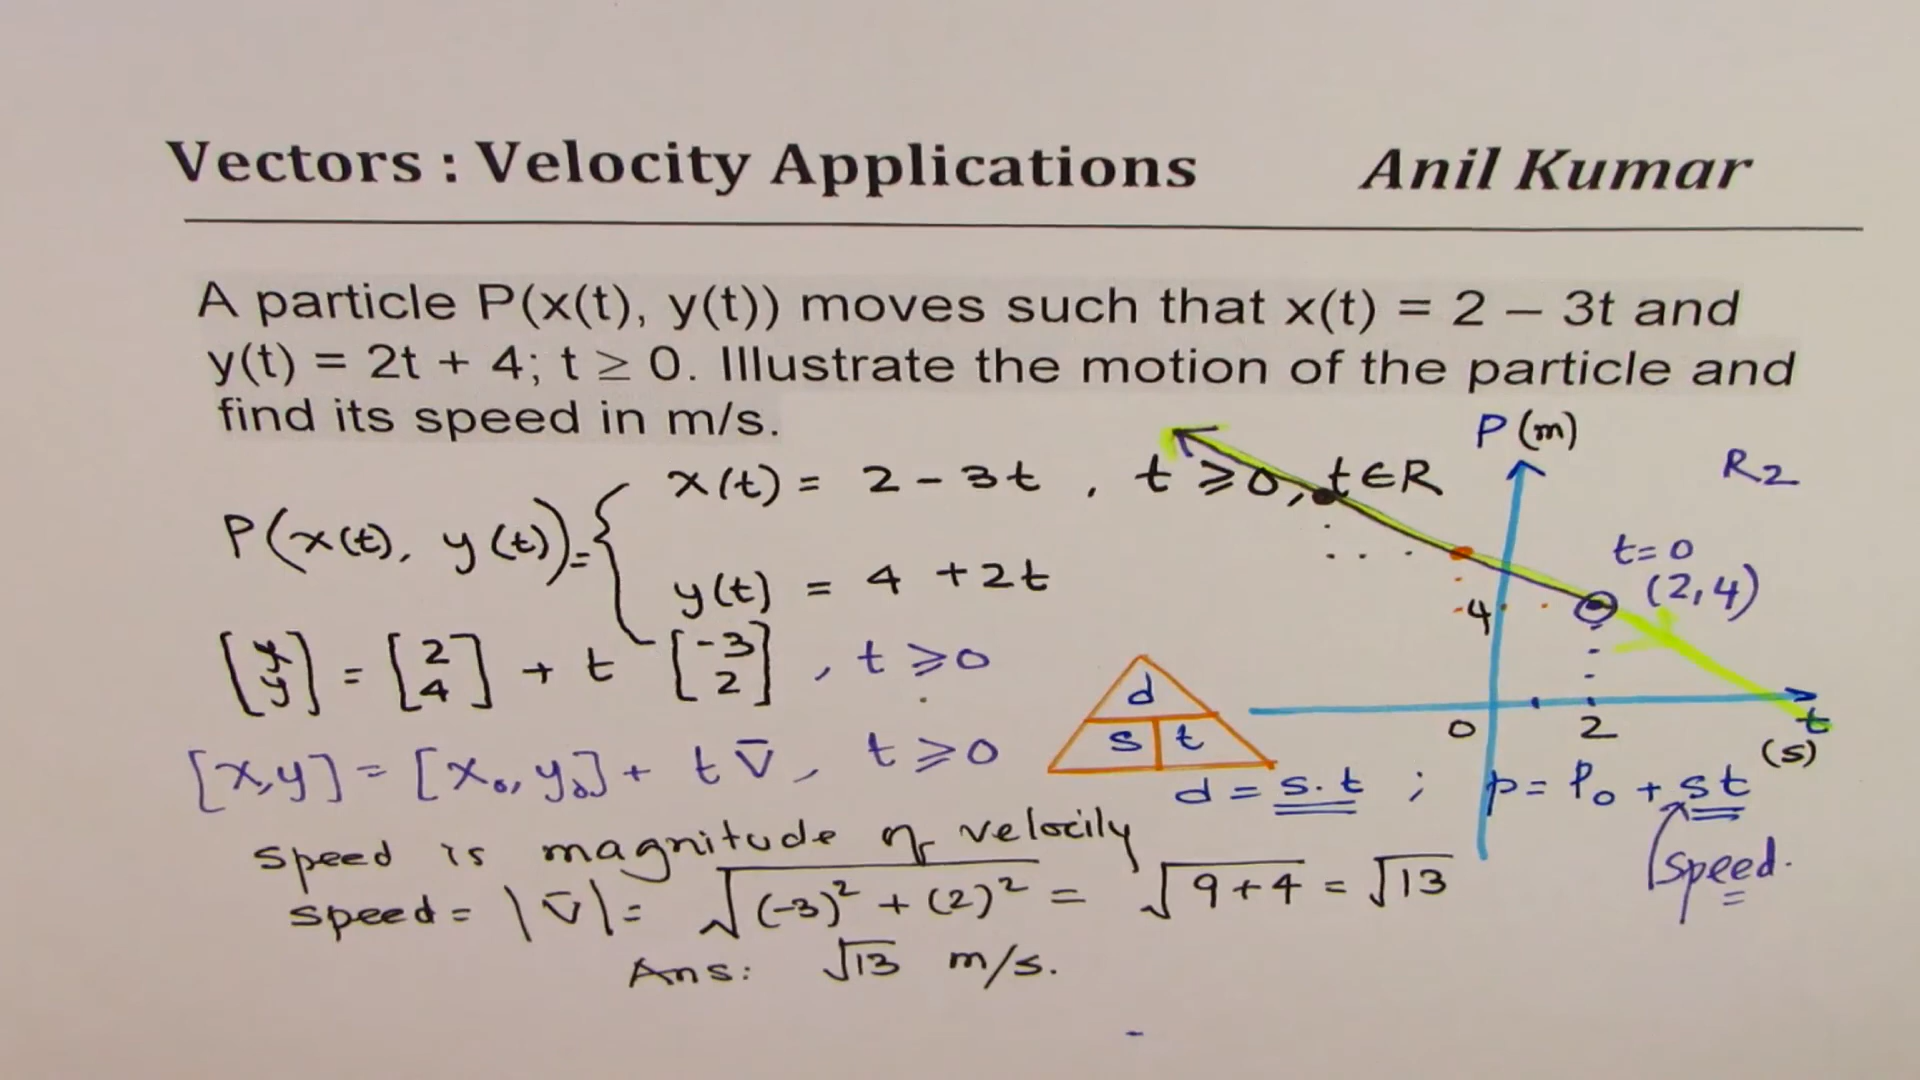 Vectors : Velocity Applications Anil Kumar
A particle P(x(t), y(t)) moves such that x(t) = 2 – 3t and
y(t) = 2t + 4; t ≥ 0. Illustrate the motion of the particle and
find its speed in m/s.
P (m)
R2
x(t) = 2 - 3t , t ≥ 0, t ∈ R
P(x(t), y(t)) = {
y(t) = 4 + 2t
t = 0
(2, 4)
4
[x y] = [2 4] + t [-3 2] , t ≥ 0
d
s t
0 2 t
(s)
[x, y] = [x₀, y₀] + t v̄ , t ≥ 0
d = s. t ; p = P₀ + st
speed is magnitude of velocity
speed.
speed = |v̄| = √(-3)² + (2)² = √9+4 = √13
Ans: √13 m/s.